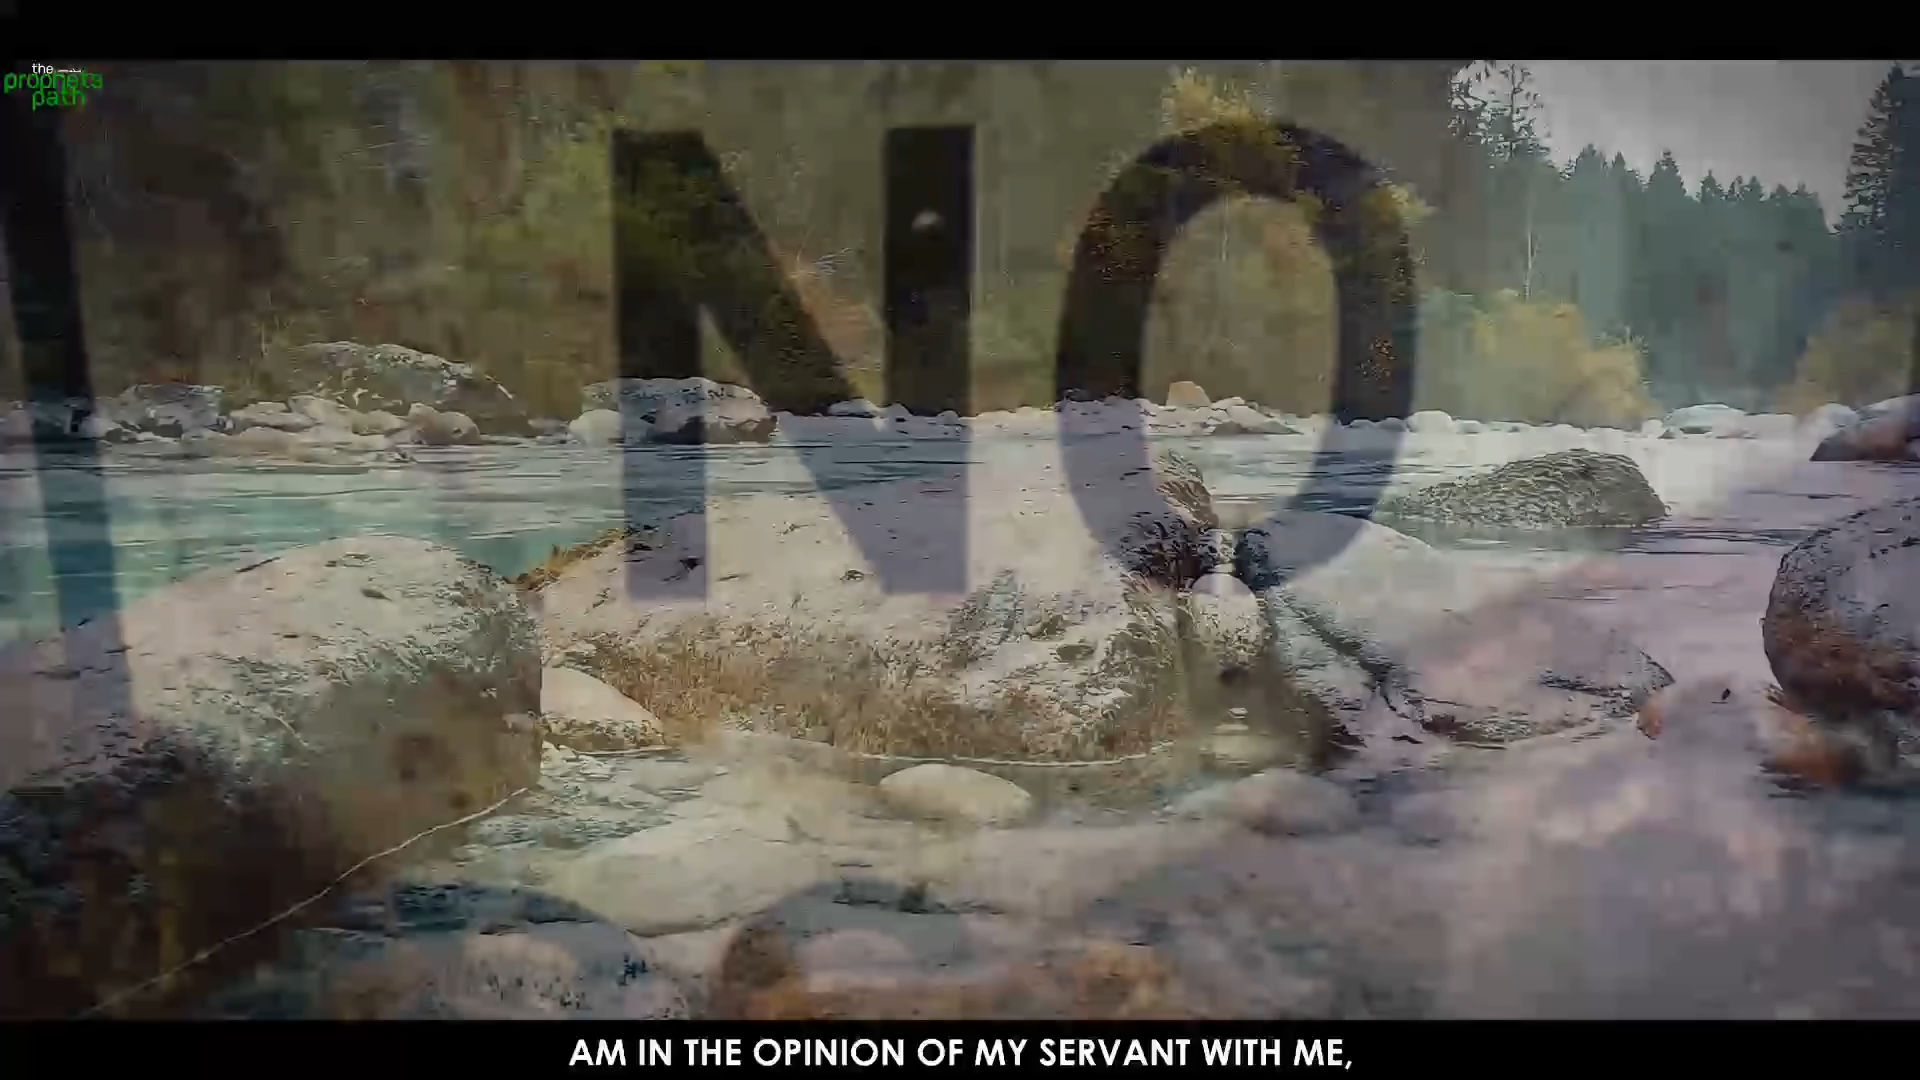 the
prophets
path
NO
AM IN THE OPINION OF MY SERVANT WITH ME,